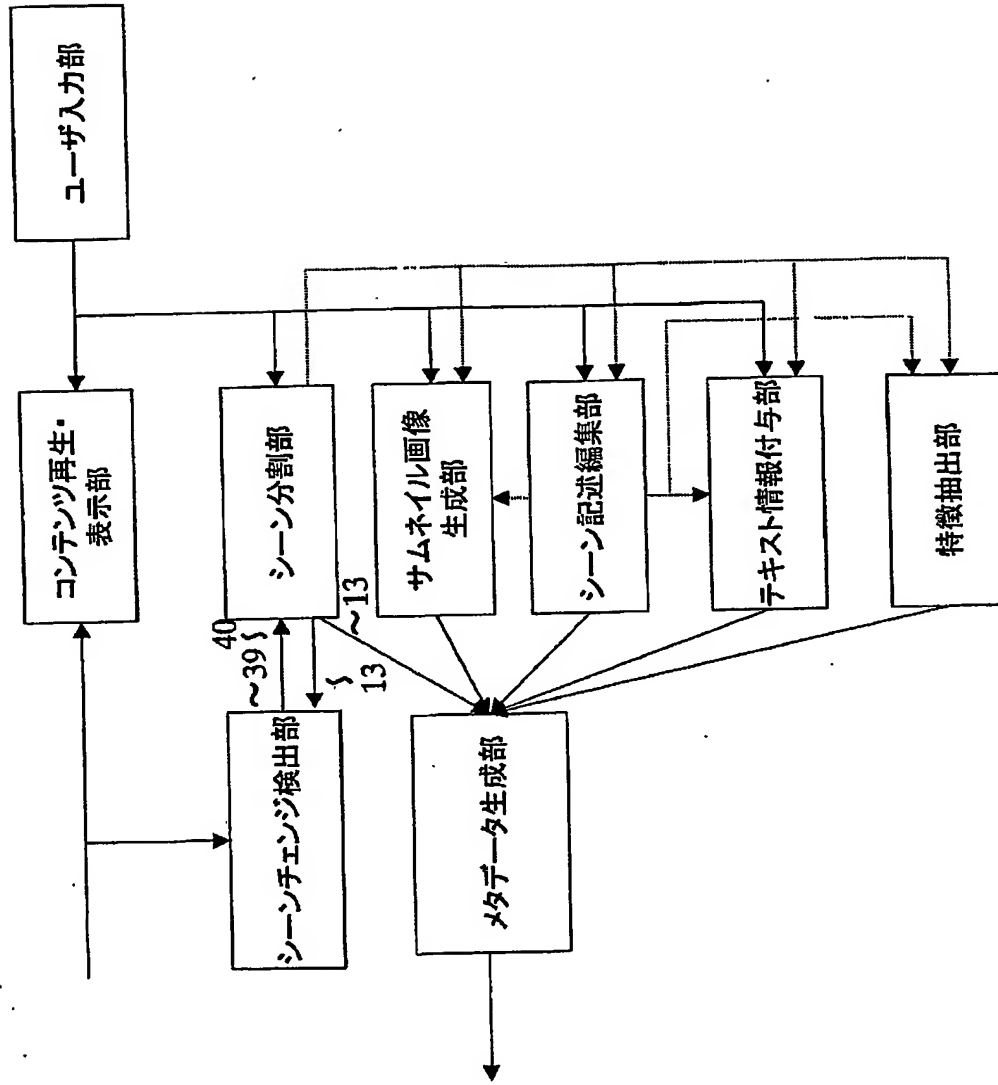 ユーザ入力部
コンテンツ再生・
表示部
シーン分割部
サムネイル画像
生成部
シーン記述編集部
テキスト情報付与部
特徴抽出部
40
~39
~13
13
シーンチェンジ検出部
メタデータ生成部